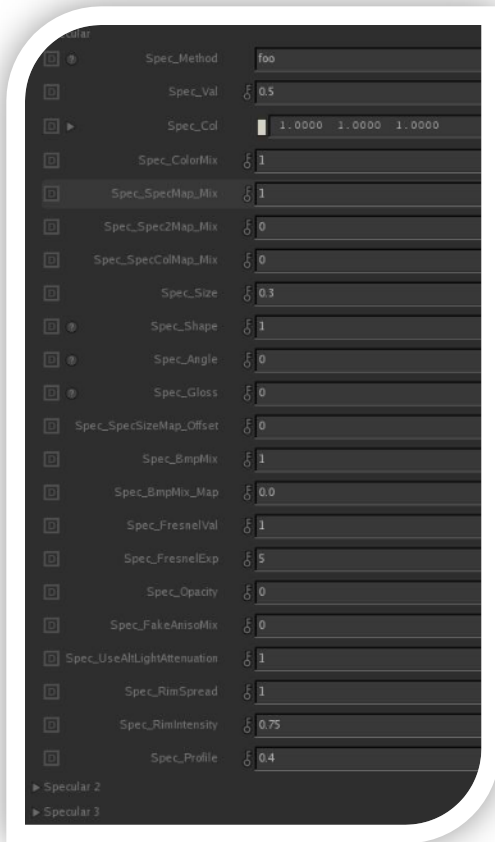 Spec_Method foo
Spec_Val 0.5
Spec_Col 1.0000 1.0000 1.0000
Spec_ColorMix 1
Spec_SpecMap_Mix 1
Spec_Spec2Map_Mix 0
Spec_SpecColMap_Mix 0
Spec_Size 0.3
Spec_Shape 1
Spec_Angle 0
Spec_Gloss 0
Spec_SpecSizeMap_Offset 0
Spec_BmpMix 1
Spec_BmpMix_Map 0.0
Spec_FresnelVal 1
Spec_FresnelExp 5
Spec_Opacity 0
Spec_FakeAnisoMix 0
Spec_UseAltLightAttenuation 1
Spec_RimSpread 1
Spec_RimIntensity 0.75
Spec_Profile 0.4
Specular 2
Specular 3